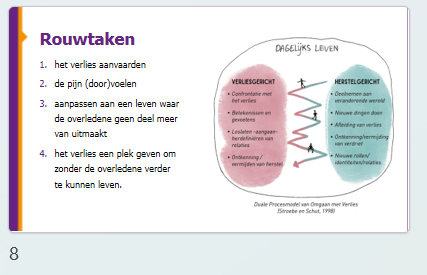 Rouwtaken
1. het verlies aanvaarden
2. de pijn (door)voelen
3. aanpassen aan een leven waar
de overledene geen deel meer
van uitmaakt
4. het verlies een plek geven om
zonder de overledene verder
te kunnen leven.
DAGELIJKS LEVEN
VERLIESGERICHT
• Confrontatie met
het verlies
• Betekenissen en
gevoelens
• Loslaten -aangaan-
herdefiniëren van
relaties
• Ontkenning /
vermijden van herstel
HERSTELGERICHT
• Deelnemen aan
veranderende wereld
• Nieuwe dingen doen
• Afleiding van verlies
• Ontkenning/vermijding
van verdriet
• Nieuwe rollen/
identiteiten/relaties
Duale Procesmodel van Omgaan met Verlies
(Stroebe en Schut, 1998)
8